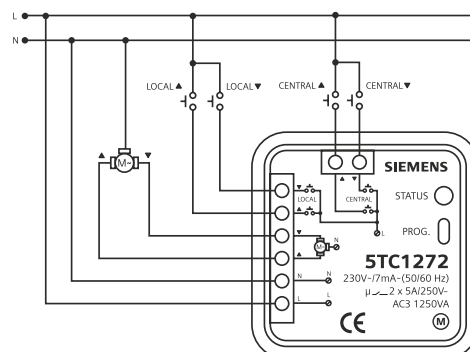 L
N
LOCAL ▲ LOCAL ▼
CENTRAL ▲ CENTRAL ▼
▲ M~ ▼
SIEMENS
▲ ▼
▼ LOCAL CENTRAL
▲
STATUS
L
PROG.
▼ M~ N
▲
5TC1272
N N
230V~/7mA~(50/60 Hz)
L L
µ 2 x 5A/250V~
AC3 1250VA
CE M